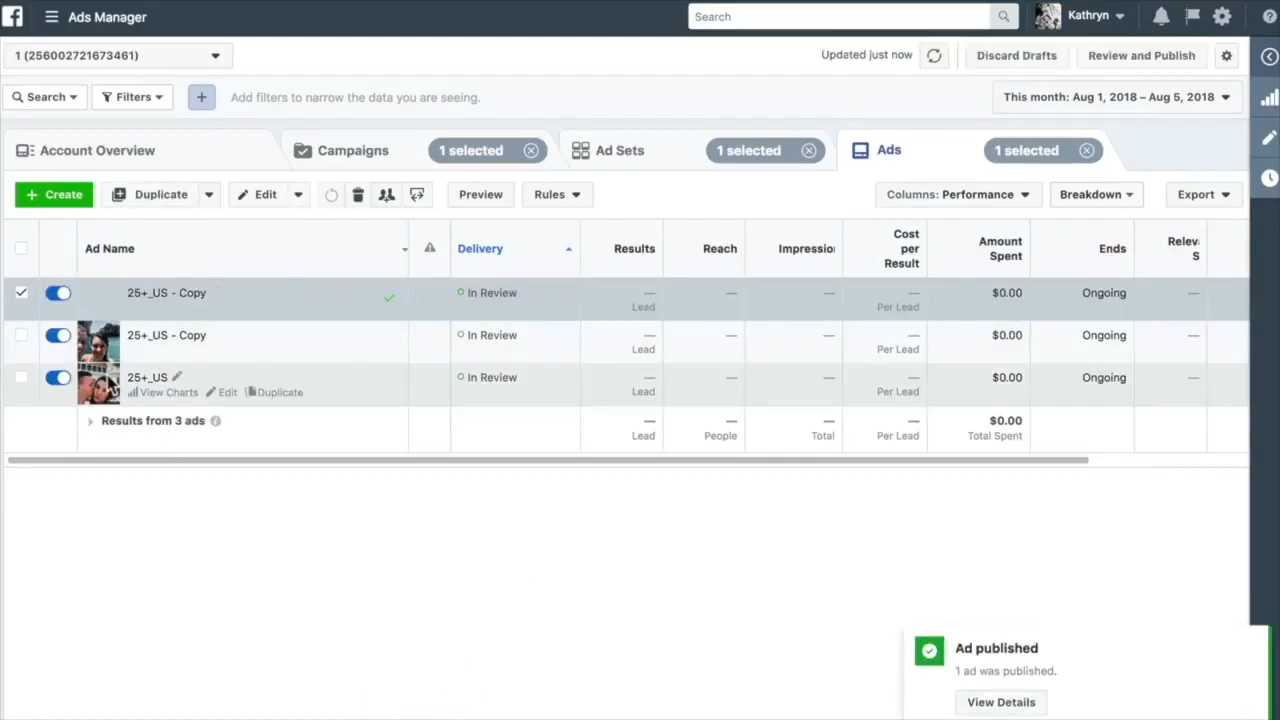 Ads Manager
Search
Kathryn
1 (256002721673461)
Updated just now
Discard Drafts
Review and Publish
Search
Filters
+
Add filters to narrow the data you are seeing.
This month: Aug 1, 2018 – Aug 5, 2018
Account Overview
Campaigns
1 selected
Ad Sets
1 selected
Ads
1 selected
+ Create
Duplicate
Edit
Preview
Rules
Columns: Performance
Breakdown
Export
Ad Name
Delivery
Results
Reach
Impression
Cost
per
Result
Amount
Spent
Ends
Relev
S
25+_US - Copy
In Review
—
Lead
—
—
—
Per Lead
$0.00
Ongoing
—
25+_US - Copy
In Review
—
Lead
—
—
—
Per Lead
$0.00
Ongoing
—
25+_US
View Charts
Edit
Duplicate
In Review
—
Lead
—
—
—
Per Lead
$0.00
Ongoing
—
Results from 3 ads
—
Lead
—
People
—
Total
—
Per Lead
$0.00
Total Spent
Ad published
1 ad was published.
View Details